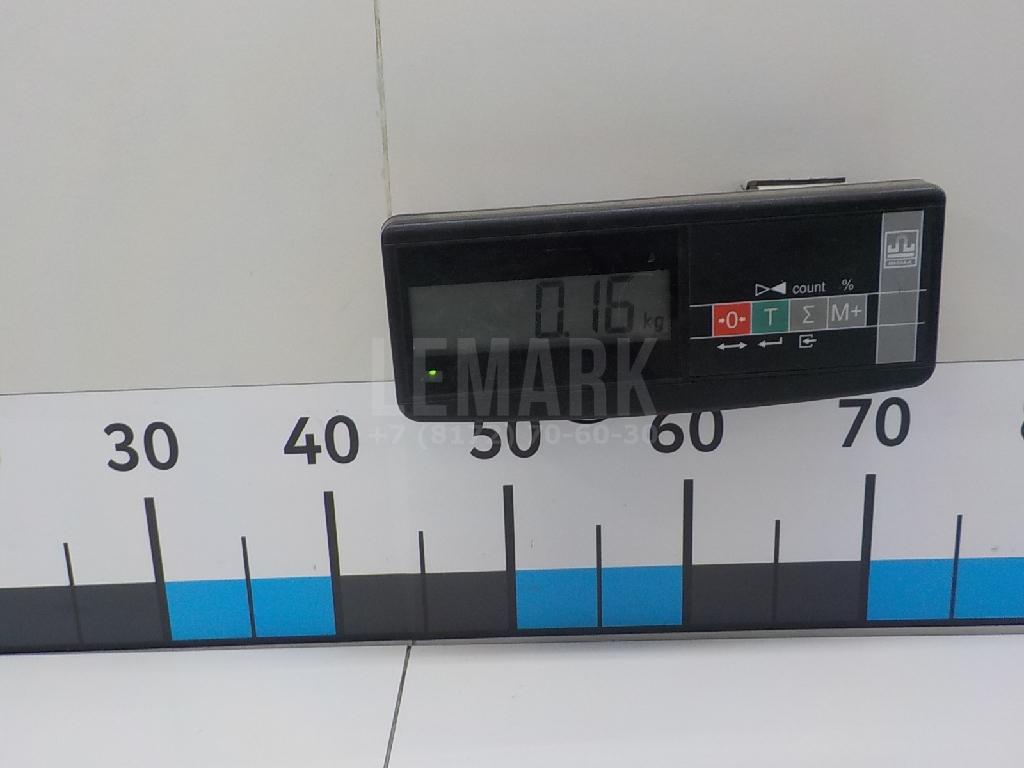 0.16 kg
count %
→0← T Σ M+
LEMARK
30 40 50 60 70